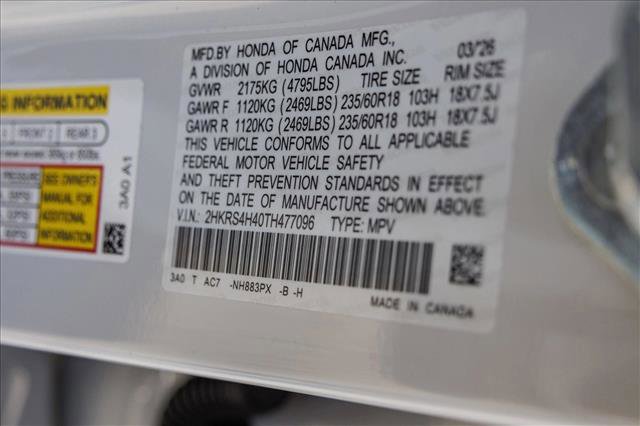 MFD.BY HONDA OF CANADA MFG., 03/26
A DIVISION OF HONDA CANADA INC.
GVWR 2175KG (4795LBS) TIRE SIZE RIM SIZE
GAWR F 1120KG (2469LBS) 235/60R18 103H 18X7.5J
GAWR R 1120KG (2469LBS) 235/60R18 103H 18X7.5J
THIS VEHICLE CONFORMS TO ALL APPLICABLE
FEDERAL MOTOR VEHICLE SAFETY
AND THEFT PREVENTION STANDARDS IN EFFECT
ON THE DATE OF MANUFACTURE SHOWN ABOVE.
V.I.N.: 2HKRS4H40TH477096 TYPE: MPV
3A0 T AC7 -NH883PX -B -H
MADE IN CANADA
INFORMATION
FRONT 2 REAR 3
SEE OWNER'S
MANUAL FOR
ADDITIONAL
INFORMATION
3A0 A1